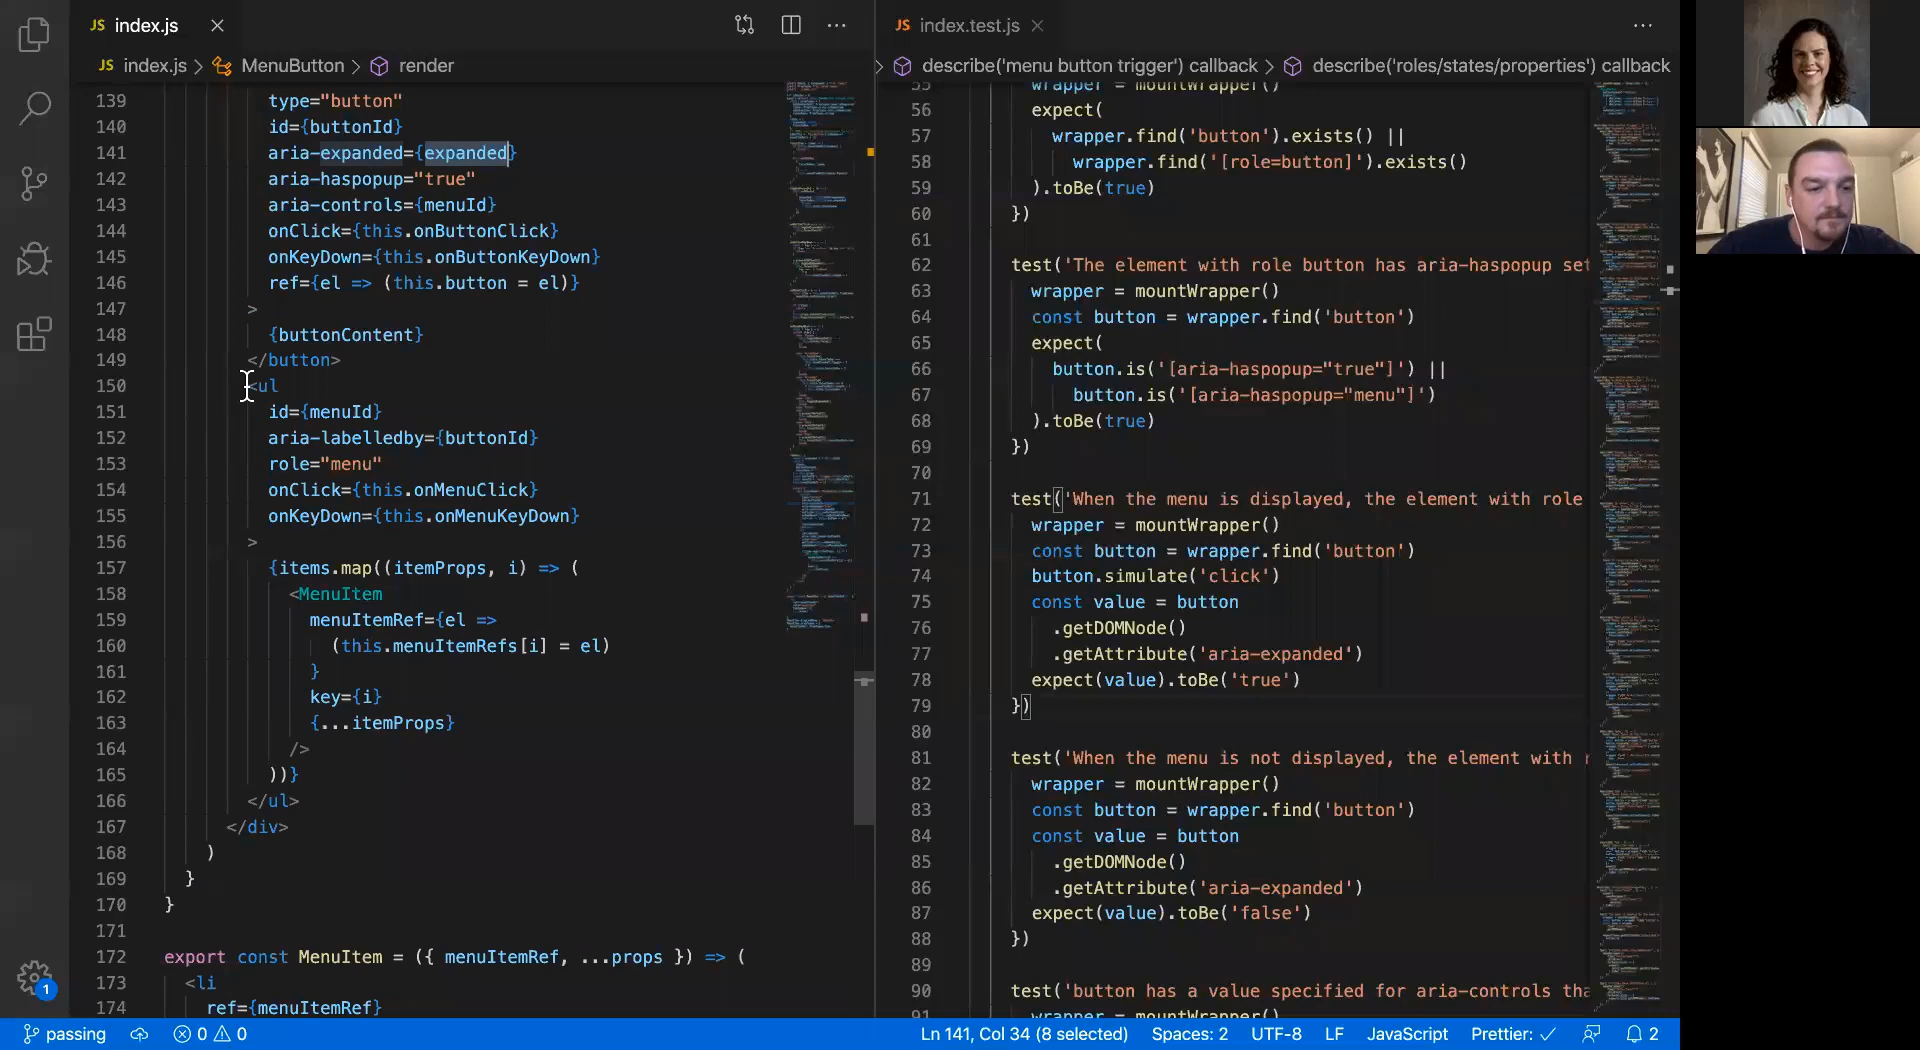 JS index.js
JS index.test.js
JS index.js > MenuButton > render
> describe('menu button trigger') callback > describe('roles/states/properties') callback
139 type="button"
140 id={buttonId}
141 aria-expanded={expanded}
142 aria-haspopup="true"
143 aria-controls={menuId}
144 onClick={this.onButtonClick}
145 onKeyDown={this.onButtonKeyDown}
146 ref={el => (this.button = el)}
147 >
148 {buttonContent}
149 </button>
150 <ul
151 id={menuId}
152 aria-labelledby={buttonId}
153 role="menu"
154 onClick={this.onMenuClick}
155 onKeyDown={this.onMenuKeyDown}
156 >
157 {items.map((itemProps, i) => (
158 <MenuItem
159 menuItemRef={el =>
160 (this.menuItemRefs[i] = el)
161 }
162 key={i}
163 {...itemProps}
164 />
165 ))}
166 </ul>
167 </div>
168 )
169 }
170 }
171
172 export const MenuItem = ({ menuItemRef, ...props }) => (
173 <li
174 ref={menuItemRef}
55 wrapper = mountWrapper()
56 expect(
57 wrapper.find('button').exists() ||
58 wrapper.find('[role=button]').exists()
59 ).toBe(true)
60 })
61
62 test('The element with role button has aria-haspopup set
63 wrapper = mountWrapper()
64 const button = wrapper.find('button')
65 expect(
66 button.is('[aria-haspopup="true"]') ||
67 button.is('[aria-haspopup="menu"]')
68 ).toBe(true)
69 })
70
71 test('When the menu is displayed, the element with role
72 wrapper = mountWrapper()
73 const button = wrapper.find('button')
74 button.simulate('click')
75 const value = button
76 .getDOMNode()
77 .getAttribute('aria-expanded')
78 expect(value).toBe('true')
79 })
80
81 test('When the menu is not displayed, the element with r
82 wrapper = mountWrapper()
83 const button = wrapper.find('button')
84 const value = button
85 .getDOMNode()
86 .getAttribute('aria-expanded')
87 expect(value).toBe('false')
88 })
89
90 test('button has a value specified for aria-controls tha
91 wrapper = mountWrapper()
1
passing 0 0 Ln 141, Col 34 (8 selected) Spaces: 2 UTF-8 LF JavaScript Prettier: ✓ 2